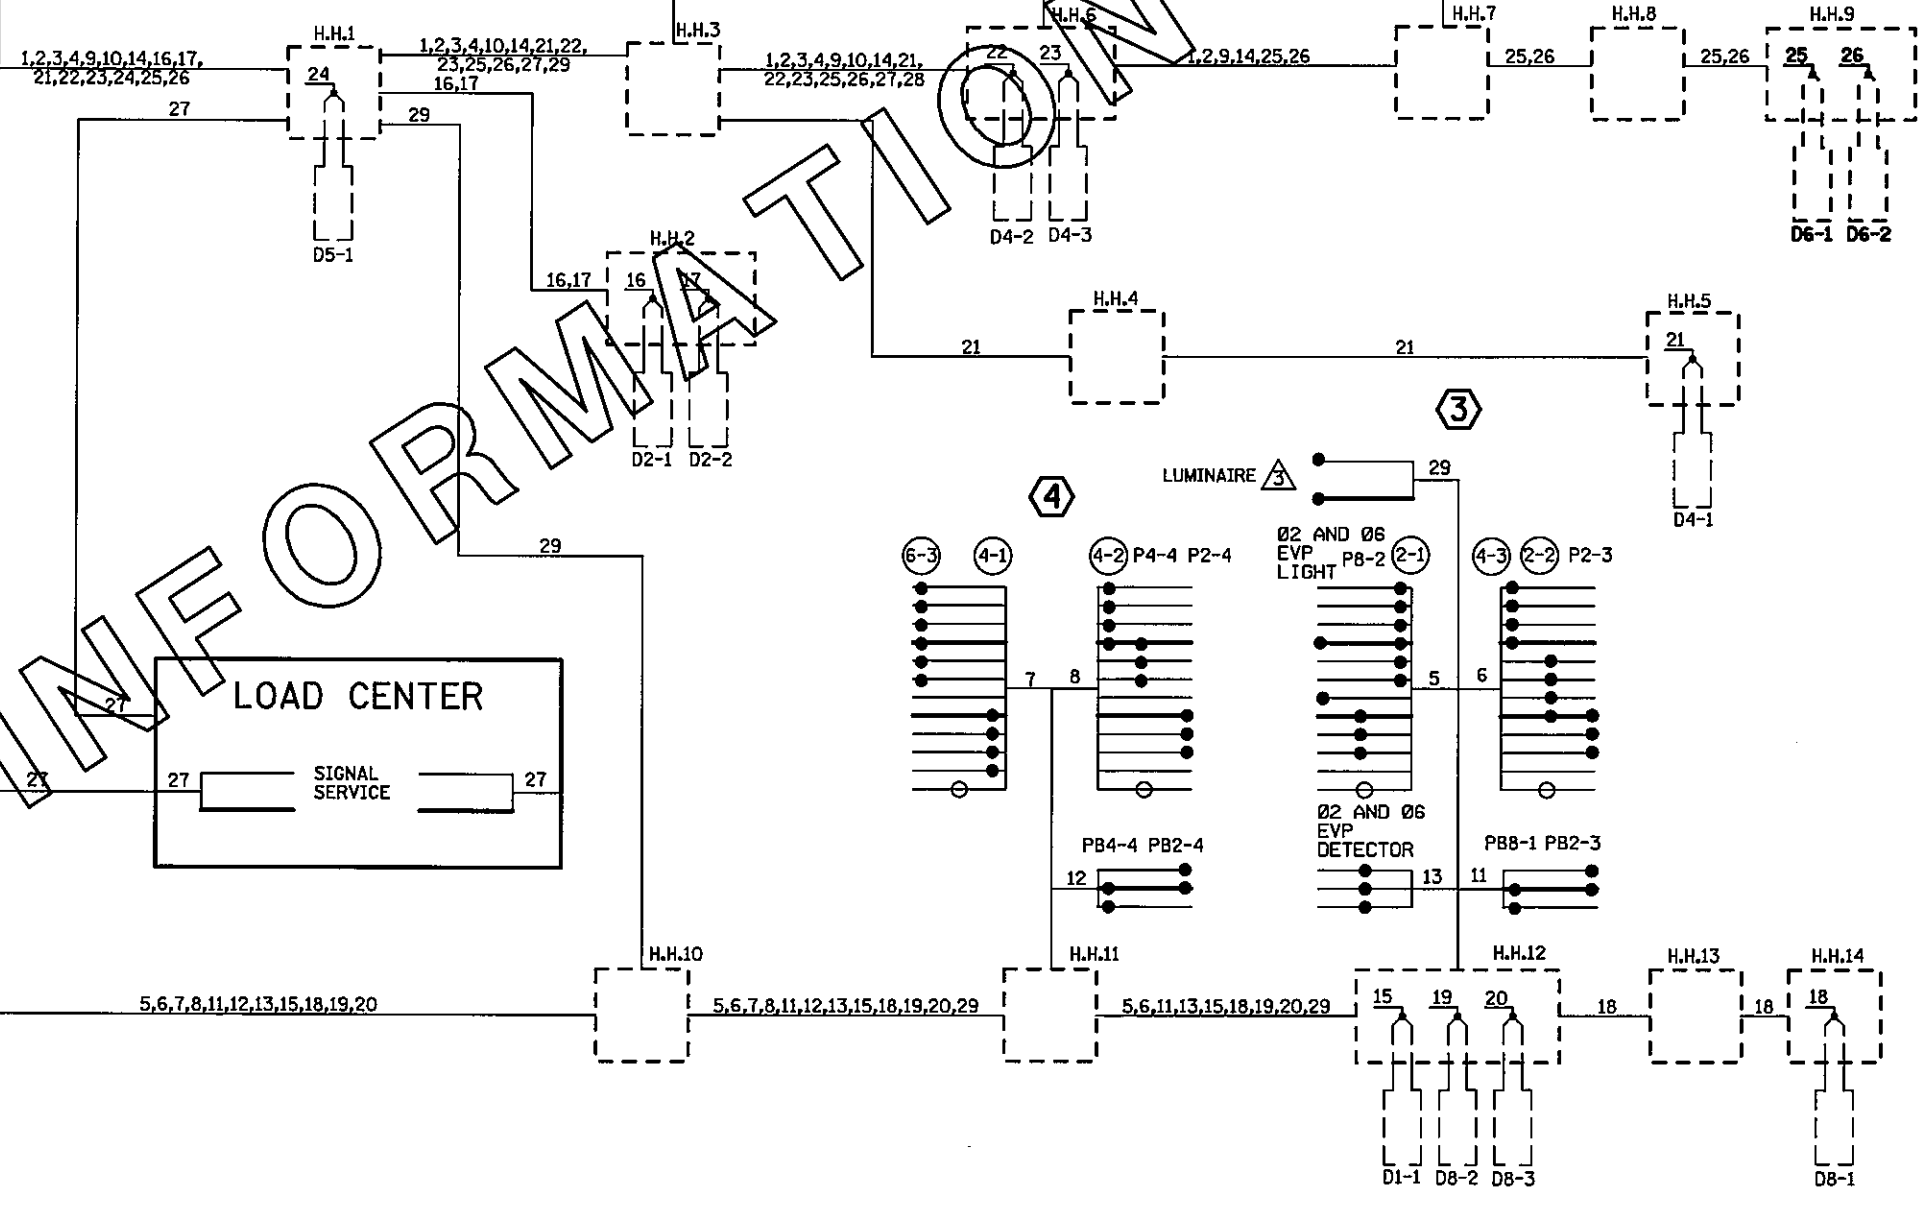 H.H.1
H.H.3
H.H.6
H.H.7
H.H.8
H.H.9
1,2,3,4,9,10,14,16,17,
21,22,23,24,25,26
1,2,3,4,10,14,21,22,
23,25,26,27,29
1,2,3,4,9,10,14,21,
22,23,25,26,27,28
1,2,9,14,25,26
25,26
25,26
24
22
23
25
26
16,17
27
29
D5-1
D4-2
D4-3
D6-1
D6-2
H.H.2
16,17
16
17
D2-1
D2-2
H.H.4
H.H.5
21
21
21
D4-1
INFORMATION
3
LUMINAIRE 3
29
4
29
6-3
4-1
4-2
P4-4
P2-4
02 AND 06
EVP
LIGHT
P8-2
2-1
4-3
2-2
P2-3
7
8
5
6
LOAD CENTER
27
27
27
SIGNAL
SERVICE
27
02 AND 06
EVP
DETECTOR
PB4-4 PB2-4
PB8-1 PB2-3
12
13
11
H.H.10
H.H.11
H.H.12
H.H.13
H.H.14
5,6,7,8,11,12,13,15,18,19,20
5,6,7,8,11,12,13,15,18,19,20,29
5,6,11,13,15,18,19,20,29
15
19
20
18
18
18
D1-1
D8-2
D8-3
D8-1